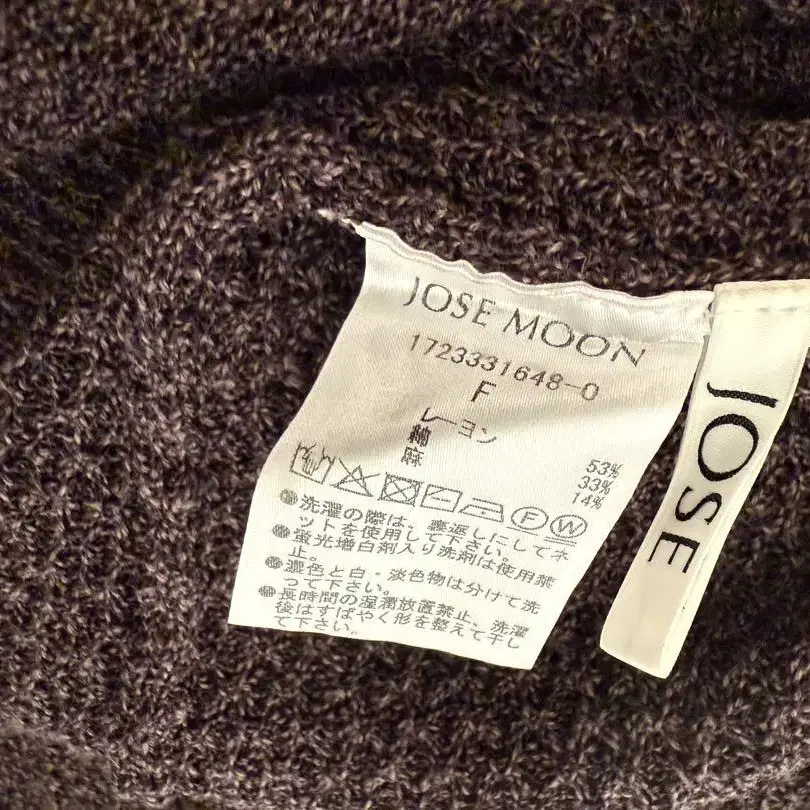 JOSE MOON
1723331648-0
F
レーヨン 53%
綿 33%
麻 14%
P W
●洗濯の際は、裏返しにしてネ
ットを使用して下さい。
●蛍光増白剤入り洗剤は使用禁
止。
●濃色と白・淡色物は分けて洗
って下さい。
●長時間の湿潤放置禁止、洗濯
後はすばやく形を整えて干し
て下さい。
JOSE